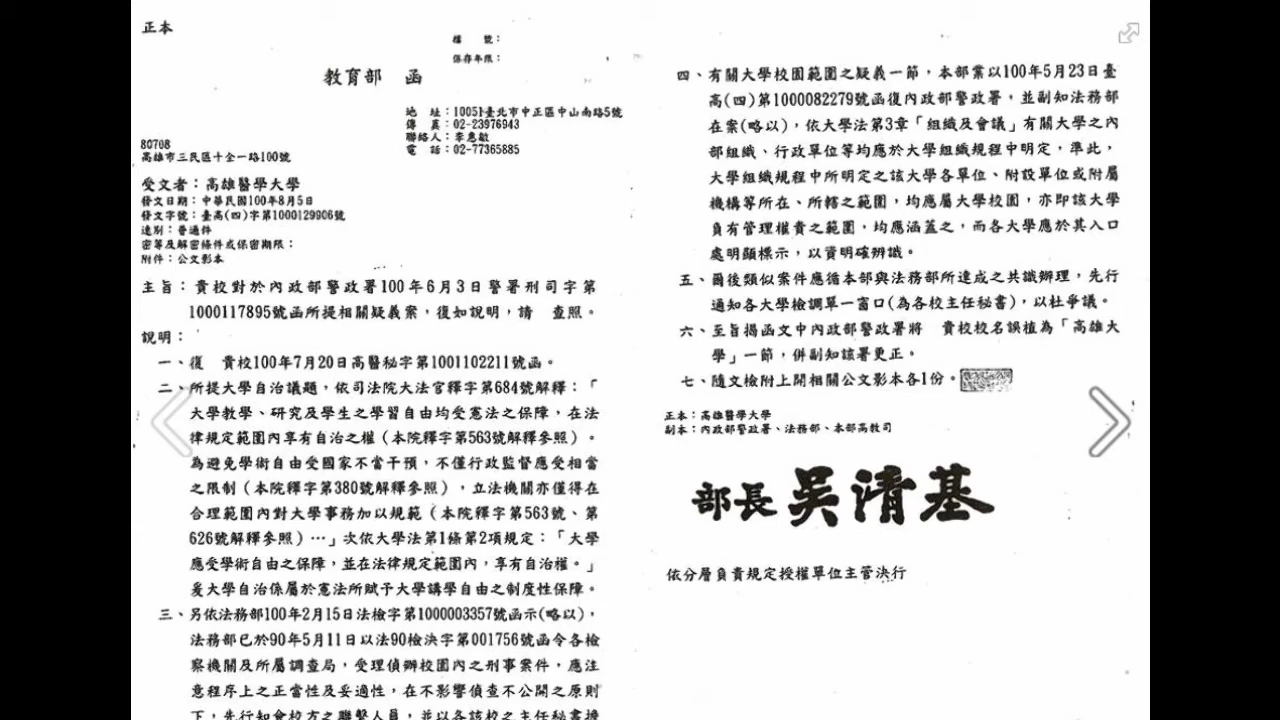 正本
檔　號：
保存年限：
教育部　函
地　址：10051臺北市中正區中山南路5號
傳　真：02-23976943
聯絡人：李惠敏
電　話：02-77365885
80708
高雄市三民區十全一路100號
受文者：高雄醫學大學
發文日期：中華民國100年8月5日
發文字號：臺高(四)字第1000129906號
速別：普通件
密等及解密條件或保密期限：
附件：公文影本
主旨：貴校對於內政部警政署100年6月3日警署刑司字第
1000117895號函所提相關疑義案，復如說明，請　查照。
說明：
一、復　貴校100年7月20日高醫秘字第1001102211號函。
二、所提大學自治議題，依司法院大法官釋字第684號解釋：「
大學教學、研究及學生之學習自由均受憲法之保障，在法
律規定範圍內享有自治之權（本院釋字第563號解釋參照）。
為避免學術自由受國家不當干預，不僅行政監督應受相當
之限制（本院釋字第380號解釋參照），立法機關亦僅得在
合理範圍內對大學事務加以規範（本院釋字第563號、第
626號解釋參照）…」次依大學法第1條第2項規定：「大學
應受學術自由之保障，並在法律規定範圍內，享有自治權。」
爰大學自治係屬於憲法所賦予大學講學自由之制度性保障。
三、另依法務部100年2月15日法檢字第1000003357號函示(略以)，
法務部已於90年5月11日以法90檢決字第001756號函令各檢
察機關及所屬調查局，受理偵辦校園內之刑事案件，應注
意程序上之正當性及妥適性，在不影響偵查不公開之原則
下，先行知會校方之聯繫人員，並以各該校之主任秘書擔
四、有關大學校園範圍之疑義一節，本部業以100年5月23日臺
高(四)第1000082279號函復內政部警政署，並副知法務部
在案(略以)，依大學法第3章「組織及會議」有關大學之內
部組織、行政單位等均應於大學組織規程中明定，準此，
大學組織規程中所明定之該大學各單位、附設單位或附屬
機構等所在、所轄之範圍，均應屬大學校園，亦即該大學
負有管理權責之範圍，均應涵蓋之，而各大學應於其入口
處明顯標示，以資明確辨識。
五、爾後類似案件應循本部與法務部所達成之共識辦理，先行
通知各大學檢調單一窗口(為各校主任秘書)，以杜爭議。
六、至旨揭函文中內政部警政署將　貴校校名誤植為「高雄大
學」一節，併副知該署更正。
七、隨文檢附上開相關公文影本各1份。
正本：高雄醫學大學
副本：內政部警政署、法務部、本部高教司
部長 吳清基
依分層負責規定授權單位主管決行